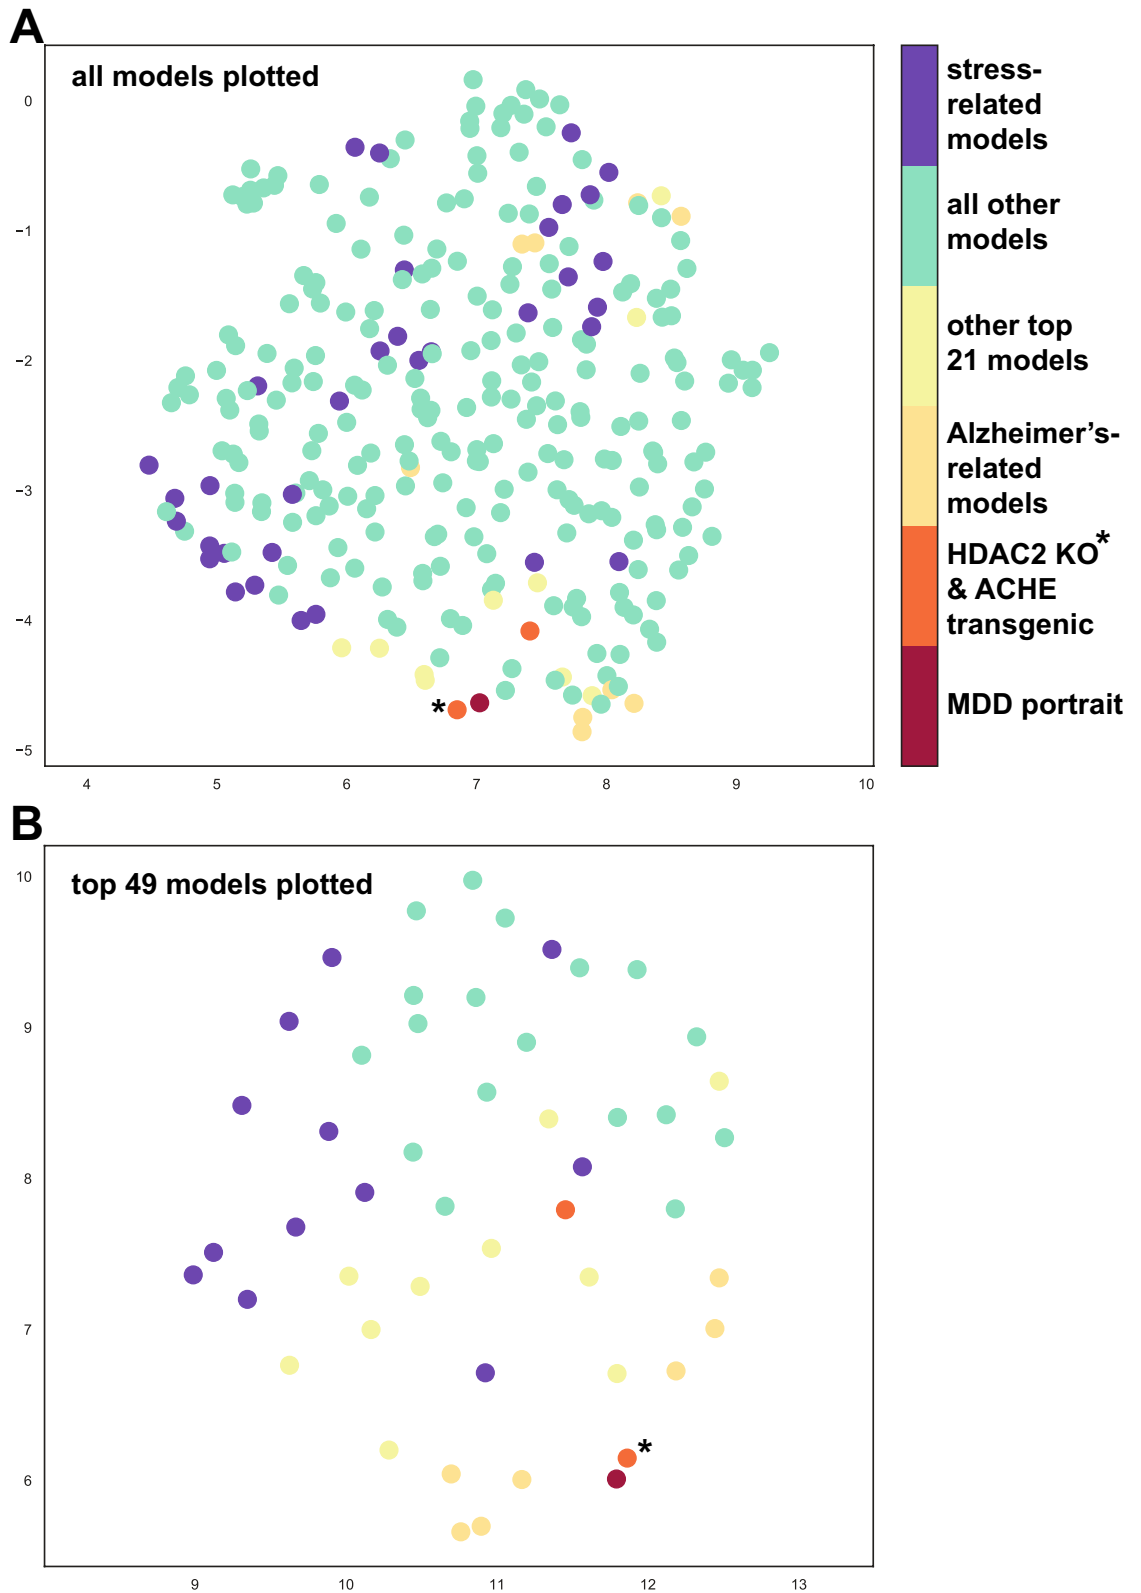 A
all models plotted
0
−1
−2
−3
−4
−5
*
4 5 6 7 8 9 10
stress-
related
models
all other
models
other top
21 models
Alzheimer’s-
related
models
HDAC2 KO*
& ACHE
transgenic
MDD portrait
B
top 49 models plotted
10
9
8
7
6
*
9 10 11 12 13